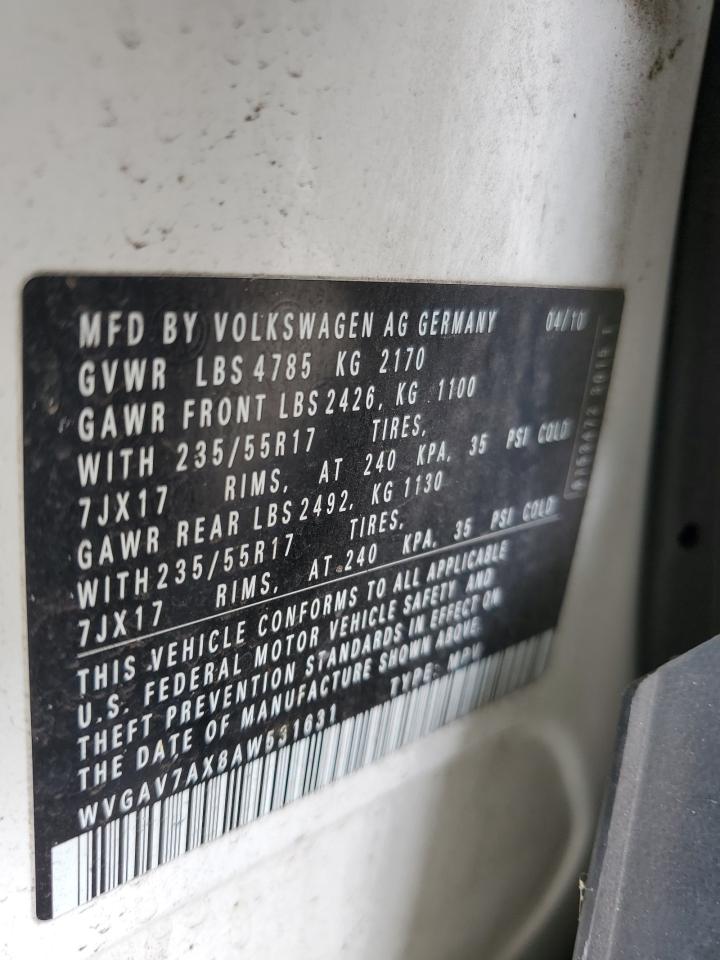 MFD BY VOLKSWAGEN AG GERMANY 04/10
GVWR LBS 4785 KG 2170
GAWR FRONT LBS 2426, KG 1100
WITH 235/55R17 TIRES,
7JX17 RIMS, AT 240 KPA, 35 PSI COLD
GAWR REAR LBS 2492, KG 1130
WITH 235/55R17 TIRES,
7JX17 RIMS, AT 240 KPA, 35 PSI COLD
THIS VEHICLE CONFORMS TO ALL APPLICABLE
U.S. FEDERAL MOTOR VEHICLE SAFETY AND
THEFT PREVENTION STANDARDS IN EFFECT ON
THE DATE OF MANUFACTURE SHOWN ABOVE.
WVGAV7AX8AW531631 TYPE: MPV